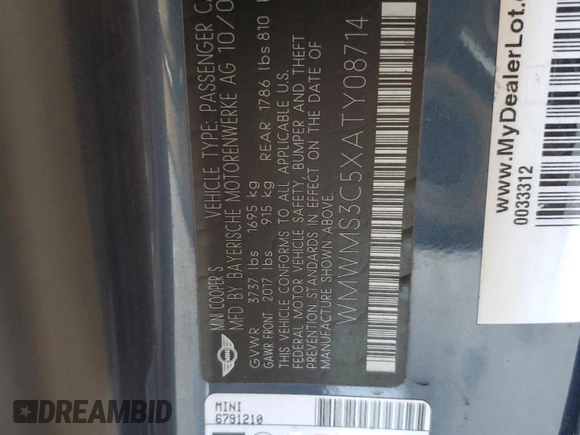 MINI COOPER S VEHICLE TYPE: PASSENGER
MFD BY BAYERISCHE MOTORENWERKE AG 10/0
GVWR 3737 lbs 1695 kg
GAWR FRONT 2017 lbs 915 kg REAR 1786 lbs 810
THIS VEHICLE CONFORMS TO ALL APPLICABLE U.S.
FEDERAL MOTOR VEHICLE SAFETY, BUMPER AND THEFT
PREVENTION STANDARDS IN EFFECT ON THE DATE OF
MANUFACTURE SHOWN ABOVE.
WMWMS3C5XATY08714
MINI
6791210
www.MyDealerLot.c
0033312
DREAMBID